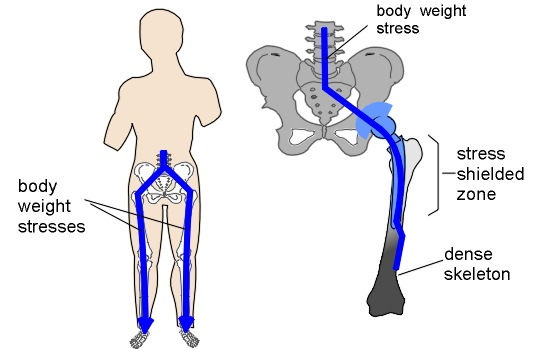 body
weight
stresses
body weight
stress
stress
shielded
zone
dense
skeleton